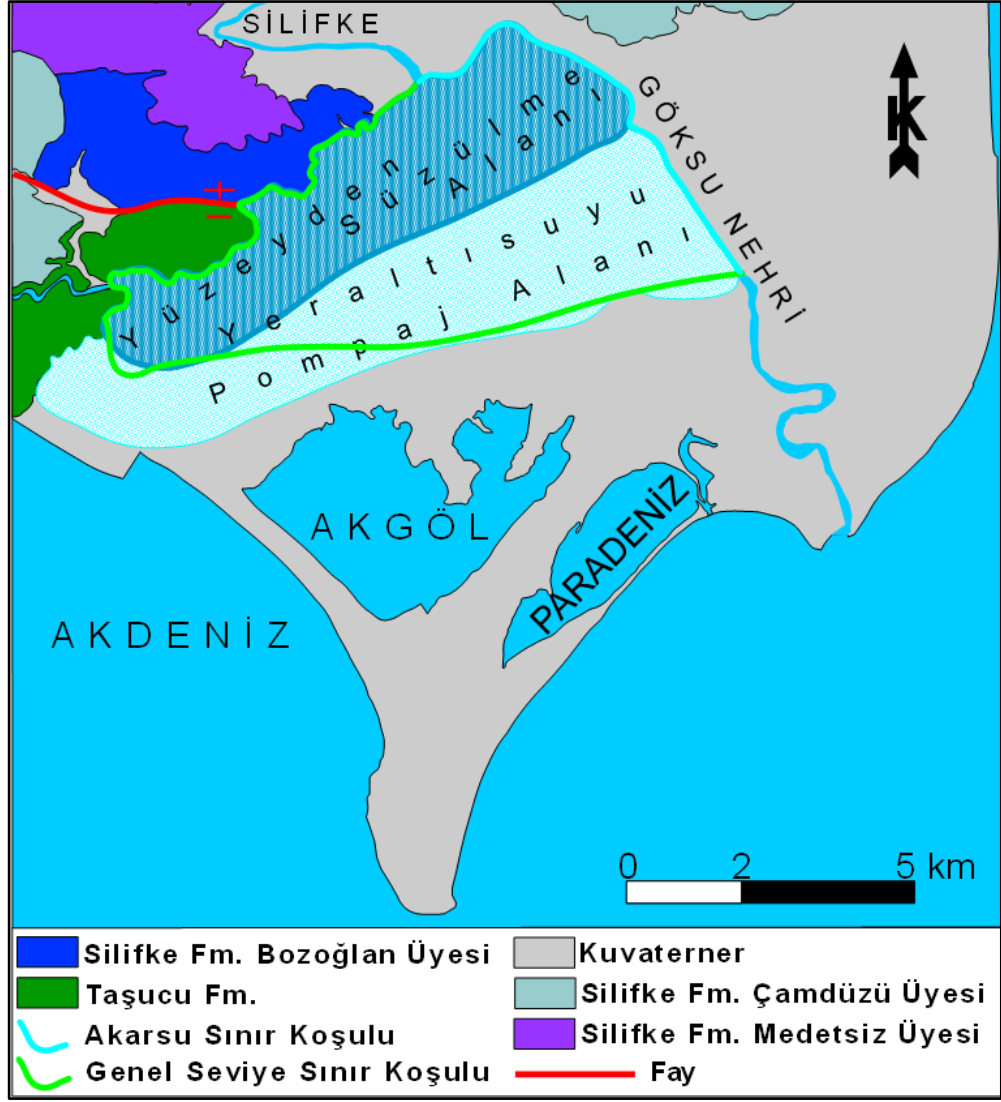 SİLİFKE
K
GÖKSU NEHRİ
Yüzeyden
Süzülme
Alanı
Yeraltısuyu
Pompaj Alanı
+
−
AKGÖL
PARADENİZ
AKDENİZ
0 2 5 km
Silifke Fm. Bozoğlan Üyesi
Kuvaterner
Taşucu Fm.
Silifke Fm. Çamdüzü Üyesi
Akarsu Sınır Koşulu
Silifke Fm. Medetsiz Üyesi
Genel Seviye Sınır Koşulu
Fay